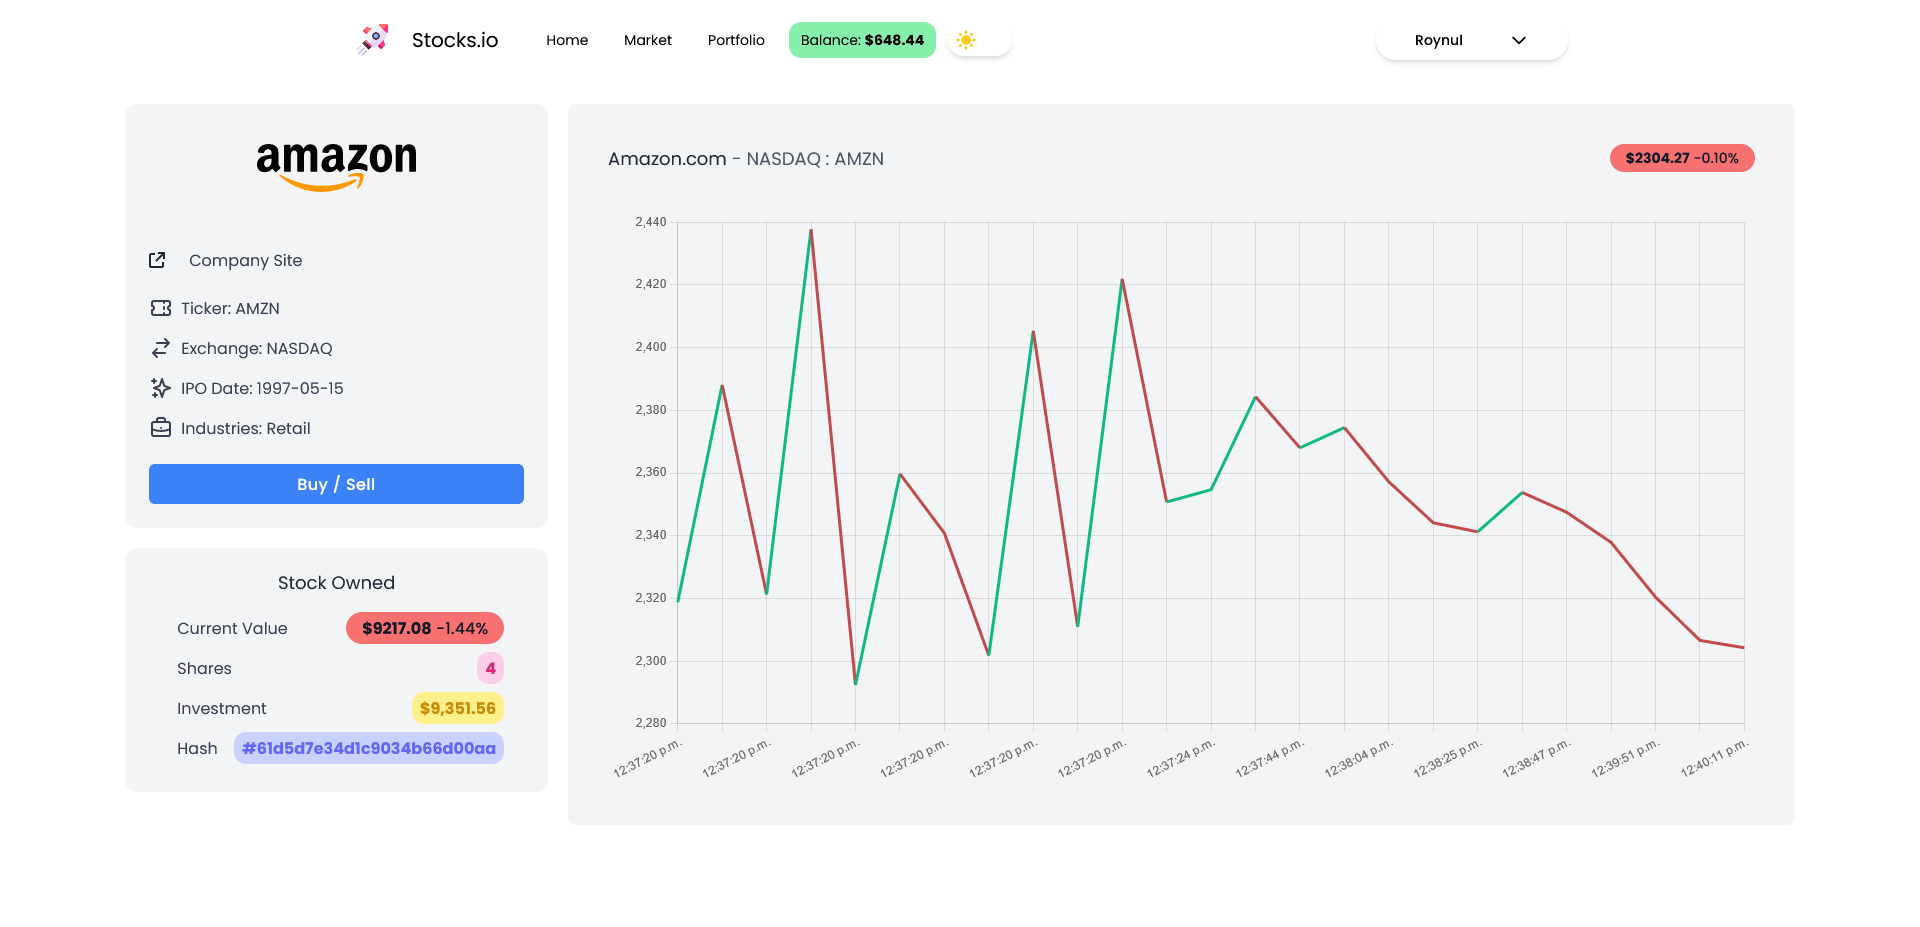 Stocks.io
Home
Market
Portfolio
Balance: $648.44
Roynul
amazon
Company Site
Ticker: AMZN
Exchange: NASDAQ
IPO Date: 1997-05-15
Industries: Retail
Buy / Sell
Stock Owned
Current Value $9217.08 -1.44%
Shares 4
Investment $9,351.56
Hash #61d5d7e34d1c9034b66d00aa
Amazon.com - NASDAQ : AMZN
$2304.27 -0.10%
2,440
2,420
2,400
2,380
2,360
2,340
2,320
2,300
2,280
12:37:20 p.m.
12:37:20 p.m.
12:37:20 p.m.
12:37:20 p.m.
12:37:20 p.m.
12:37:20 p.m.
12:37:24 p.m.
12:37:44 p.m.
12:38:04 p.m.
12:38:25 p.m.
12:38:47 p.m.
12:39:51 p.m.
12:40:11 p.m.